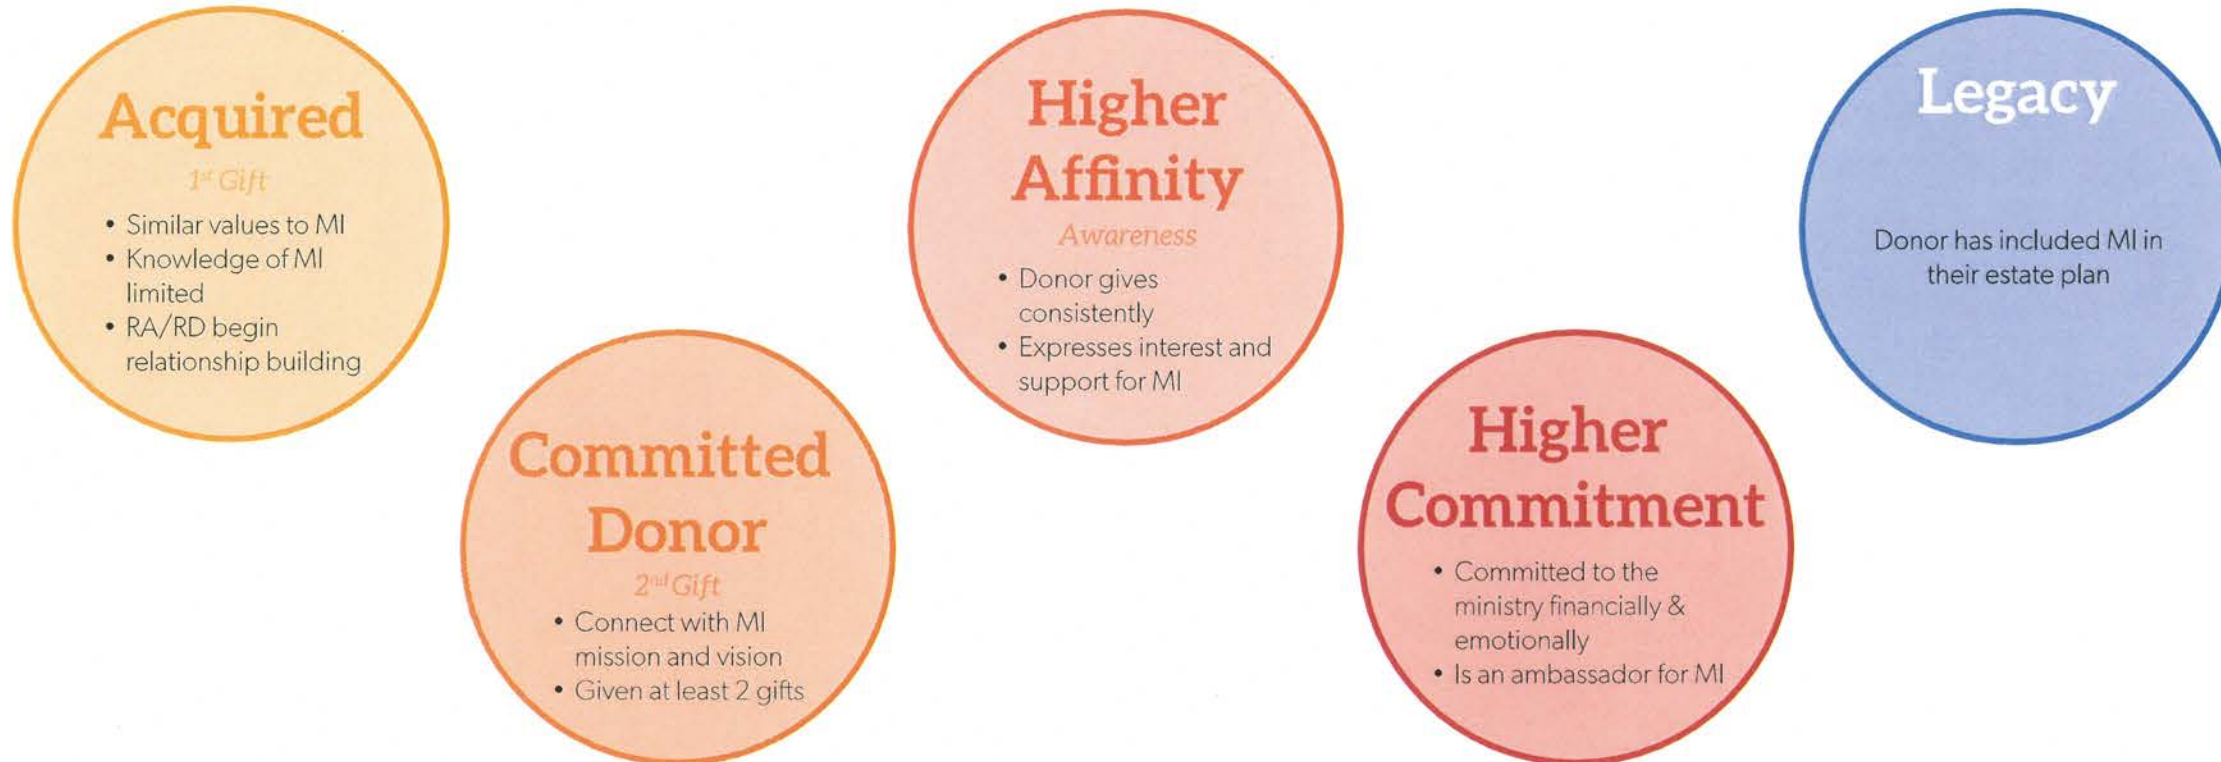 Acquired
1st Gift
• Similar values to MI
• Knowledge of MI
limited
• RA/RD begin
relationship building
Committed
Donor
2nd Gift
• Connect with MI
mission and vision
• Given at least 2 gifts
Higher
Affinity
Awareness
• Donor gives
consistently
• Expresses interest and
support for MI
Higher
Commitment
• Committed to the
ministry financially &
emotionally
• Is an ambassador for MI
Legacy
Donor has included MI in
their estate plan